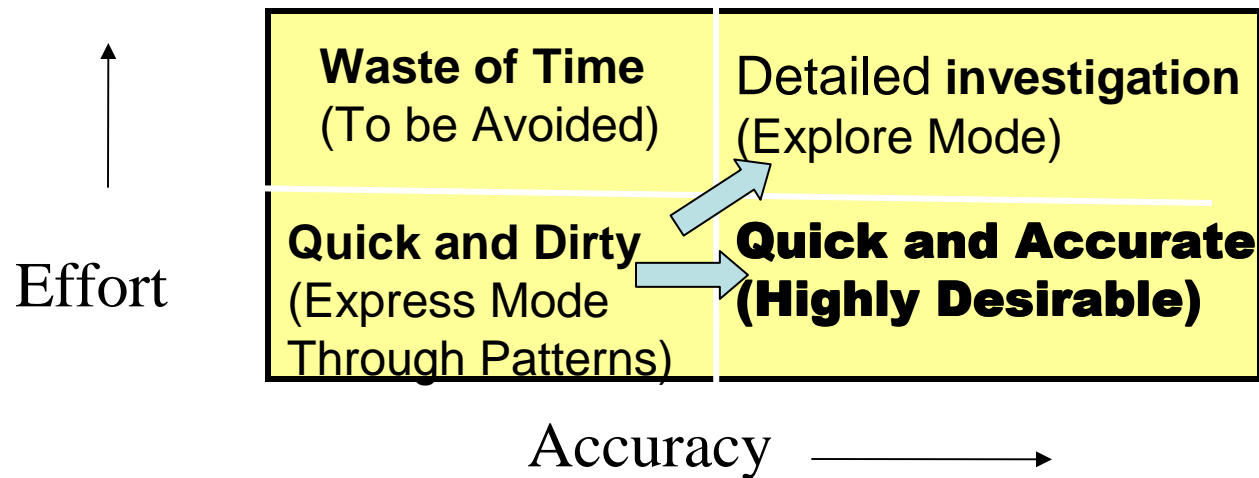 Waste of Time
(To be Avoided)
Detailed investigation
(Explore Mode)
Effort
Quick and Dirty
(Express Mode
Through Patterns)
Quick and Accurate
(Highly Desirable)
Accuracy